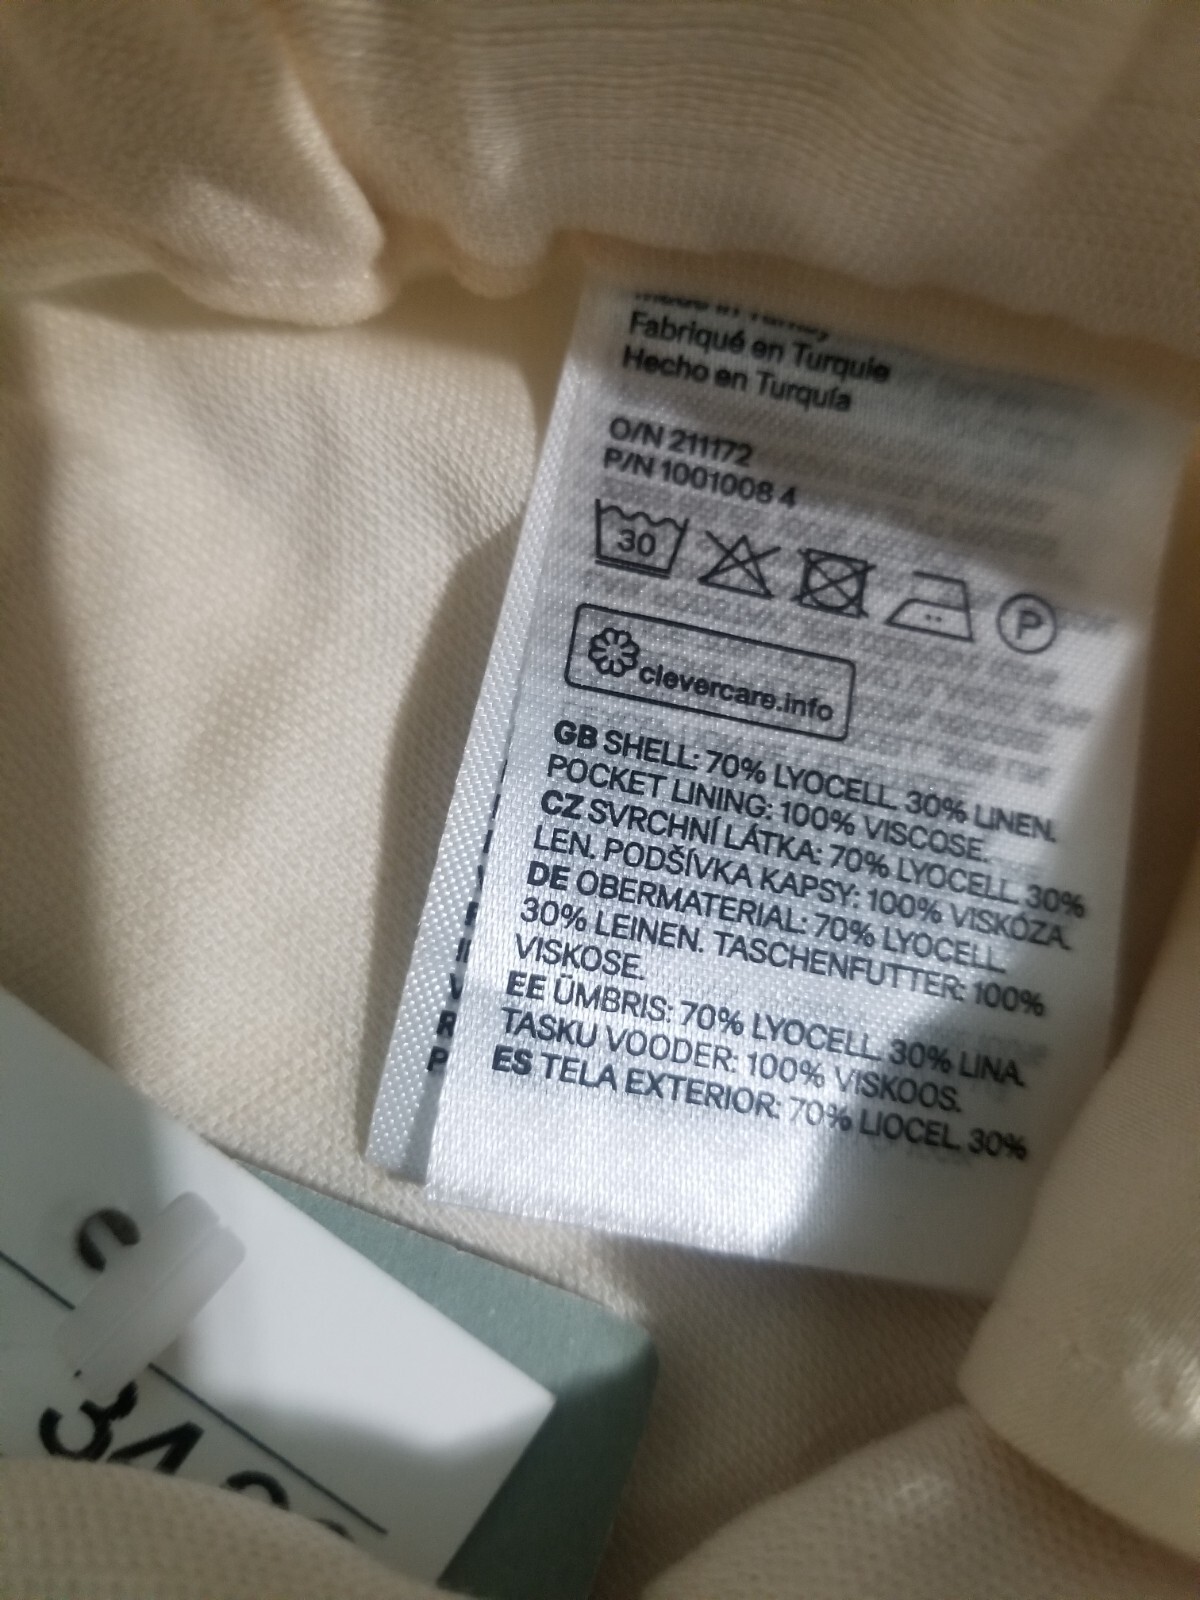 Made in Turkey
Fabriqué en Turquie
Hecho en Turquía
O/N 211172
P/N 1001008 4
30
P
clevercare.info
GB SHELL: 70% LYOCELL. 30% LINEN.
POCKET LINING: 100% VISCOSE.
CZ SVRCHNÍ LÁTKA: 70% LYOCELL. 30%
LEN. PODŠÍVKA KAPSY: 100% VISKÓZA.
DE OBERMATERIAL: 70% LYOCELL.
30% LEINEN. TASCHENFUTTER: 100%
VISKOSE.
EE ÜMBRIS: 70% LYOCELL. 30% LINA.
TASKU VOODER: 100% VISKOOS.
ES TELA EXTERIOR: 70% LIOCEL. 30%
R
P